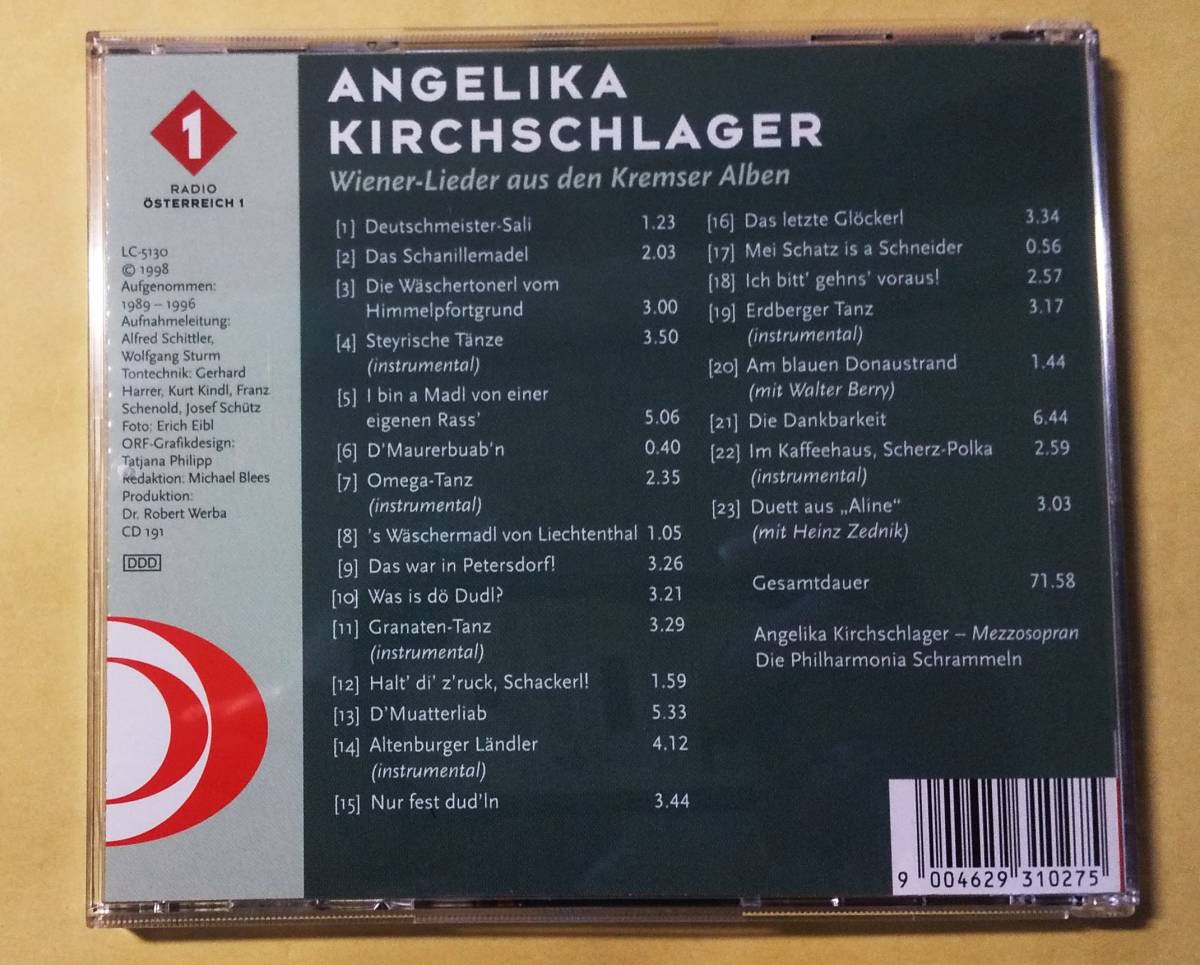 1
RADIO
ÖSTERREICH 1
LC-5130
© 1998
Aufgenommen:
1989 – 1996
Aufnahmeleitung:
Alfred Schittler,
Wolfgang Sturm
Tontechnik: Gerhard
Harrer, Kurt Kindl, Franz
Schenold, Josef Schütz
Foto: Erich Eibl
ORF-Grafikdesign:
Tatjana Philipp
Redaktion: Michael Blees
Produktion:
Dr. Robert Werba
CD 191
DDD
ANGELIKA
KIRCHSCHLAGER
Wiener-Lieder aus den Kremser Alben
[1] Deutschmeister-Sali 1.23
[2] Das Schanillemadel 2.03
[3] Die Wäschertonerl vom
Himmelpfortgrund 3.00
[4] Steyrische Tänze 3.50
(instrumental)
[5] I bin a Madl von einer
eigenen Rass' 5.06
[6] D'Maurerbuab'n 0.40
[7] Omega-Tanz 2.35
(instrumental)
[8] 's Wäschermadl von Liechtenthal 1.05
[9] Das war in Petersdorf! 3.26
[10] Was is dö Dudl? 3.21
[11] Granaten-Tanz 3.29
(instrumental)
[12] Halt' di' z'ruck, Schackerl! 1.59
[13] D'Muatterliab 5.33
[14] Altenburger Ländler 4.12
(instrumental)
[15] Nur fest dud'ln 3.44
[16] Das letzte Glöckerl 3.34
[17] Mei Schatz is a Schneider 0.56
[18] Ich bitt' gehns' voraus! 2.57
[19] Erdberger Tanz 3.17
(instrumental)
[20] Am blauen Donaustrand 1.44
(mit Walter Berry)
[21] Die Dankbarkeit 6.44
[22] Im Kaffeehaus, Scherz-Polka 2.59
(instrumental)
[23] Duett aus „Aline“ 3.03
(mit Heinz Zednik)
Gesamtdauer 71.58
Angelika Kirchschlager – Mezzosopran
Die Philharmonia Schrammeln
9 004629 310275